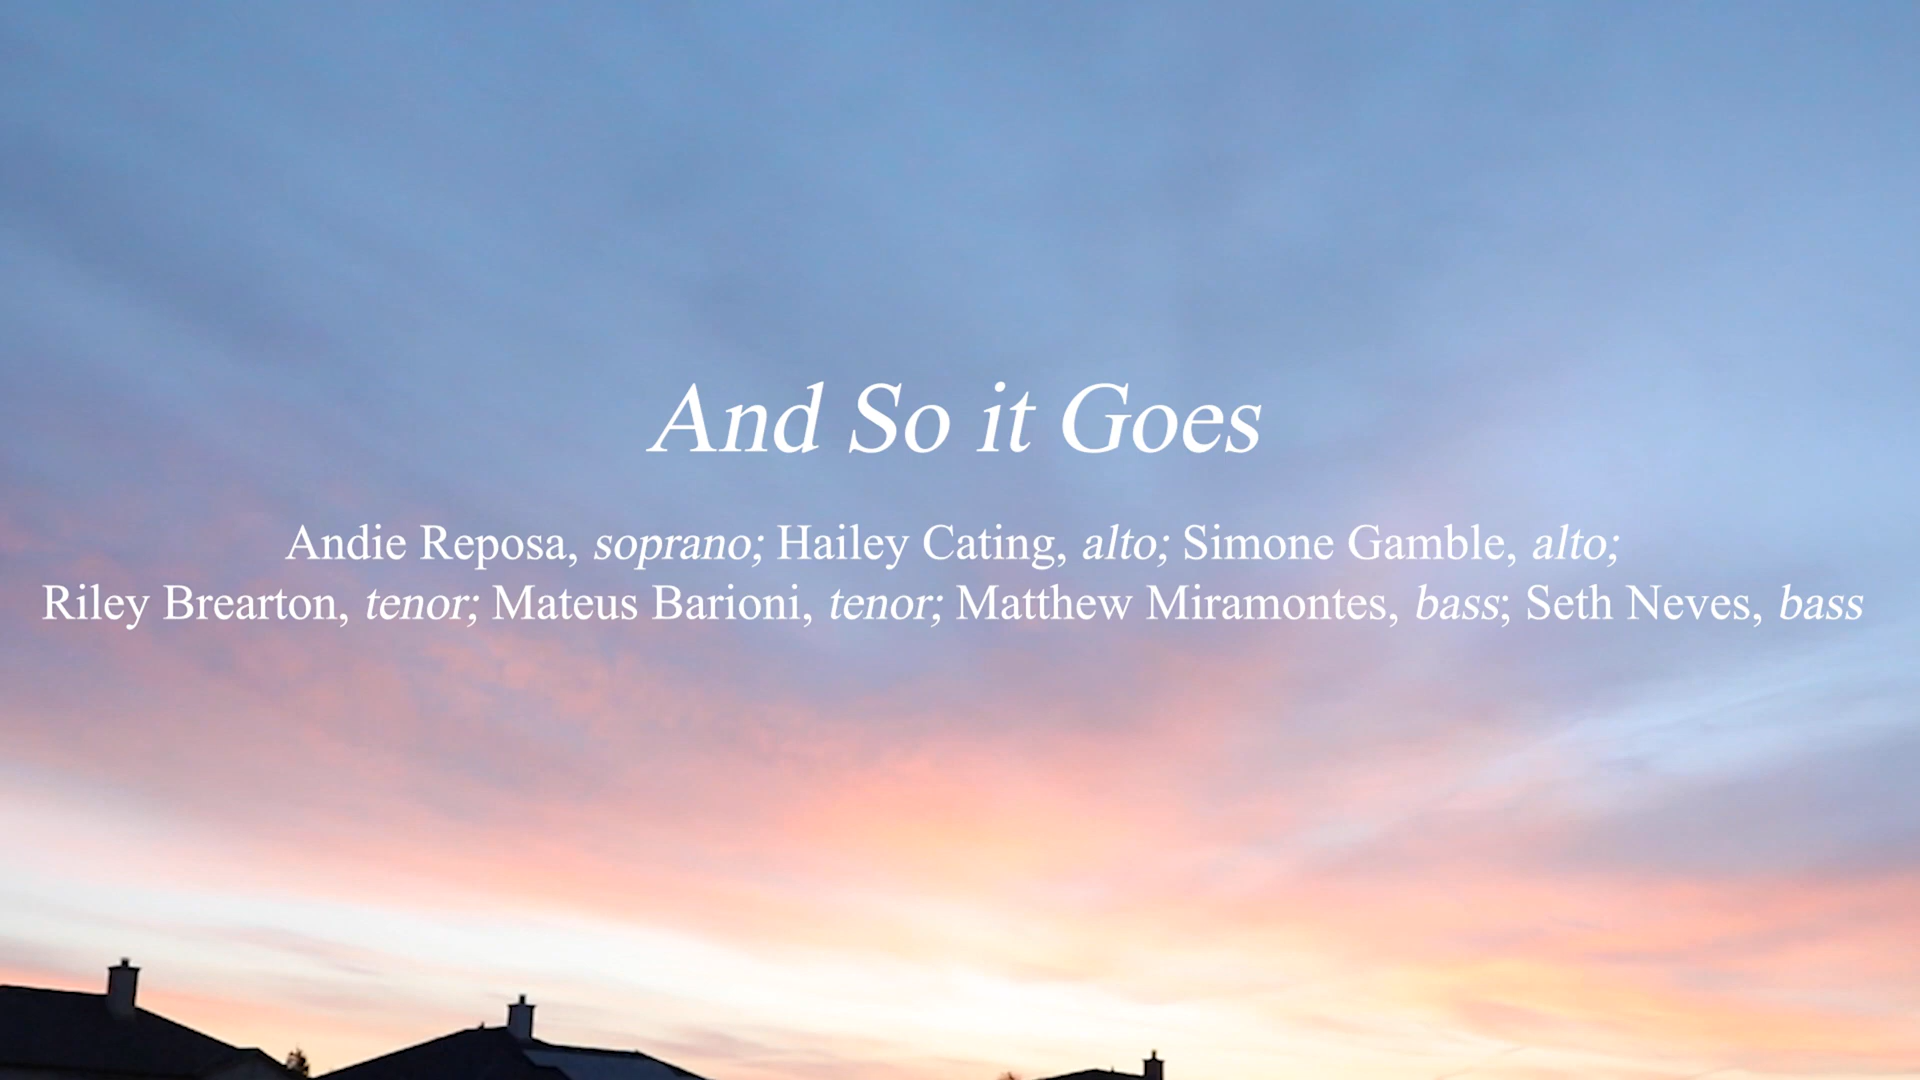 And So it Goes
Andie Reposa, soprano; Hailey Cating, alto; Simone Gamble, alto;
Riley Brearton, tenor; Mateus Barioni, tenor; Matthew Miramontes, bass; Seth Neves, bass